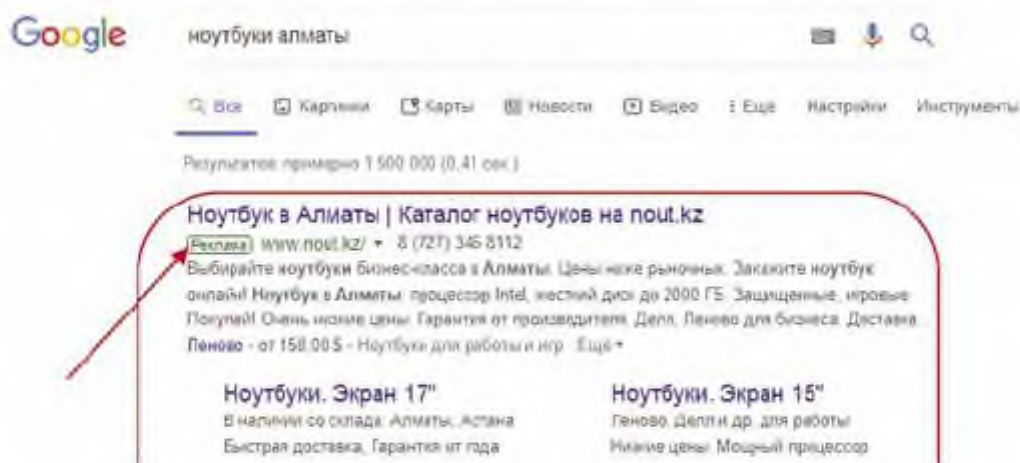 Google
ноутбуки алматы
Все Картинки Карты Новости Видео Ещё Настройки Инструменты
Результатов: примерно 1 500 000 (0,41 сек.)
Ноутбук в Алматы | Каталог ноутбуков на nout.kz
Реклама www.nout.kz/ 8 (727) 346 8112
Выбирайте ноутбуки бизнес-класса в Алматы. Цены ниже рыночных. Закажите ноутбук
онлайн! Ноутбук в Алматы: процессор Intel, жесткий диск до 2000 ГБ. Защищенные, игровые
Покупай! Очень низкие цены. Гарантия от производителя. Делл, Леново для бизнеса. Доставка
Леново - от 158.00 $ - Ноутбуки для работы и игр · Ещё
Ноутбуки. Экран 17"
В наличии со склада: Алматы, Астана
Быстрая доставка, Гарантия от года
Ноутбуки. Экран 15"
Леново, Делл и др. для работы
Низкие цены. Мощный процессор